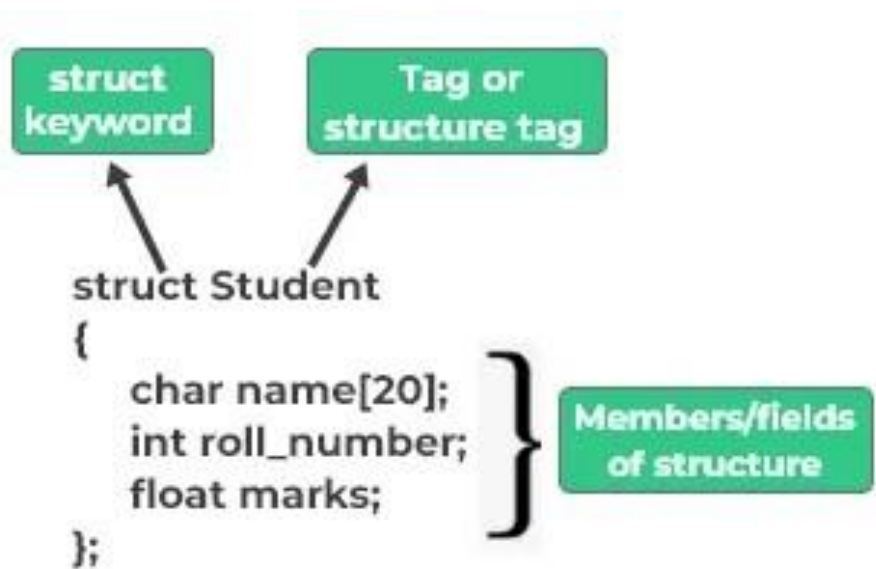 struct
keyword
Tag or
structure tag
struct Student
{
char name[20];
int roll_number;
float marks;
};
Members/fields
of structure